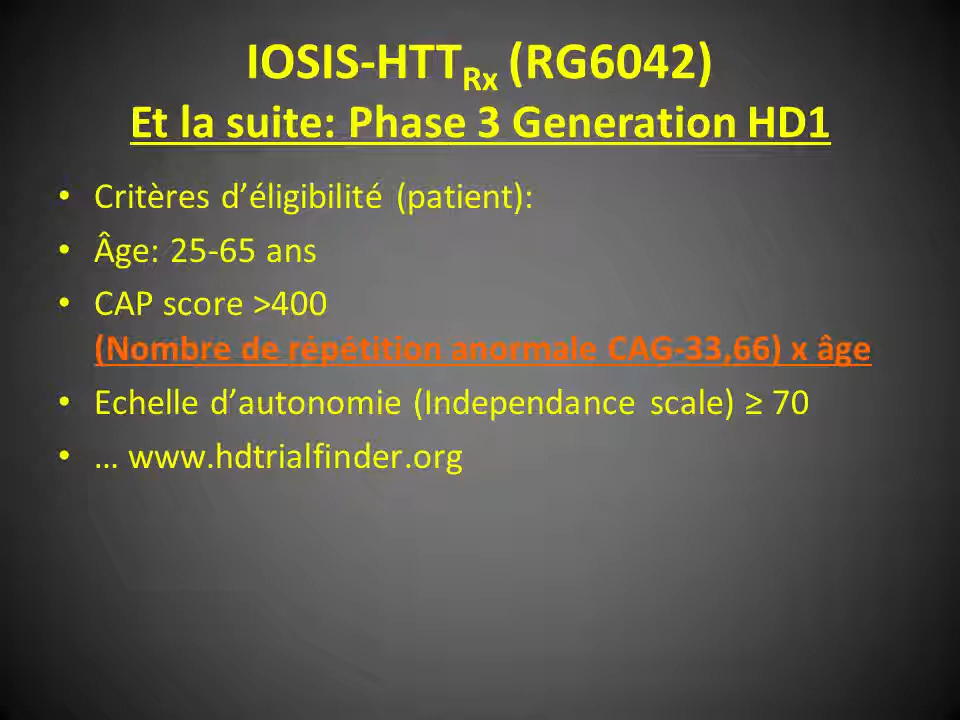 IOSIS-HTTRx (RG6042)
Et la suite: Phase 3 Generation HD1
• Critères d’éligibilité (patient):
• Âge: 25-65 ans
• CAP score >400
(Nombre de répétition anormale CAG-33,66) x âge
• Echelle d’autonomie (Independance scale) ≥ 70
• … www.hdtrialfinder.org